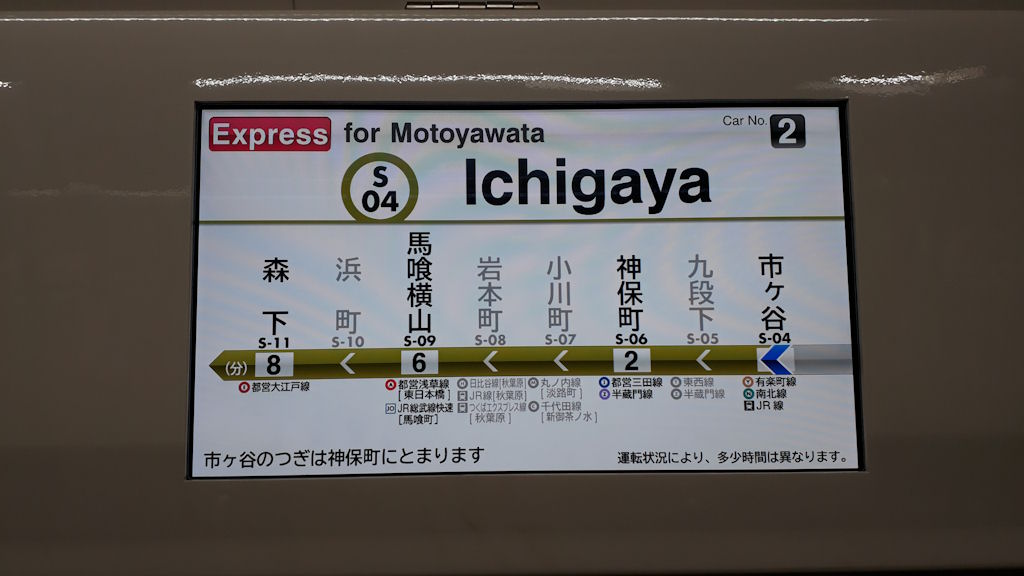 Express for Motoyawata
Car No. 2
S 04 Ichigaya
森下 浜町 馬喰横山 岩本町 小川町 神保町 九段下 市ヶ谷
S-11 S-10 S-09 S-08 S-07 S-06 S-05 S-04
(分) 8 6 2
都営大江戸線 A 都営浅草線 日比谷線[秋葉原] 丸ノ内線 都営三田線 東西線 有楽町線
[東日本橋] JR線[秋葉原] [淡路町] 半蔵門線 半蔵門線 南北線
JO JR総武線快速 つくばエクスプレス線 千代田線 JR線
[馬喰町] [秋葉原] [新御茶ノ水]
市ヶ谷のつぎは神保町にとまります
運転状況により、多少時間は異なります。